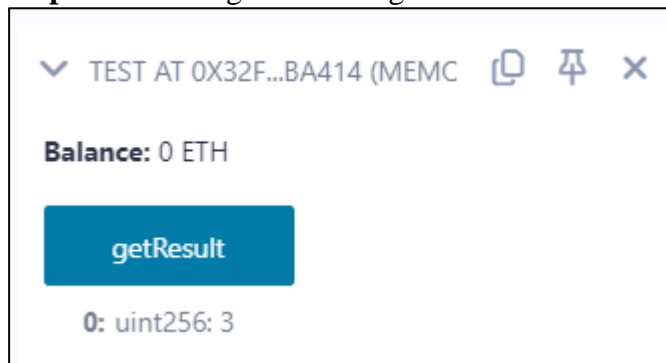 TEST AT 0X32F...BA414 (MEMC
Balance: 0 ETH
getResult
0: uint256: 3